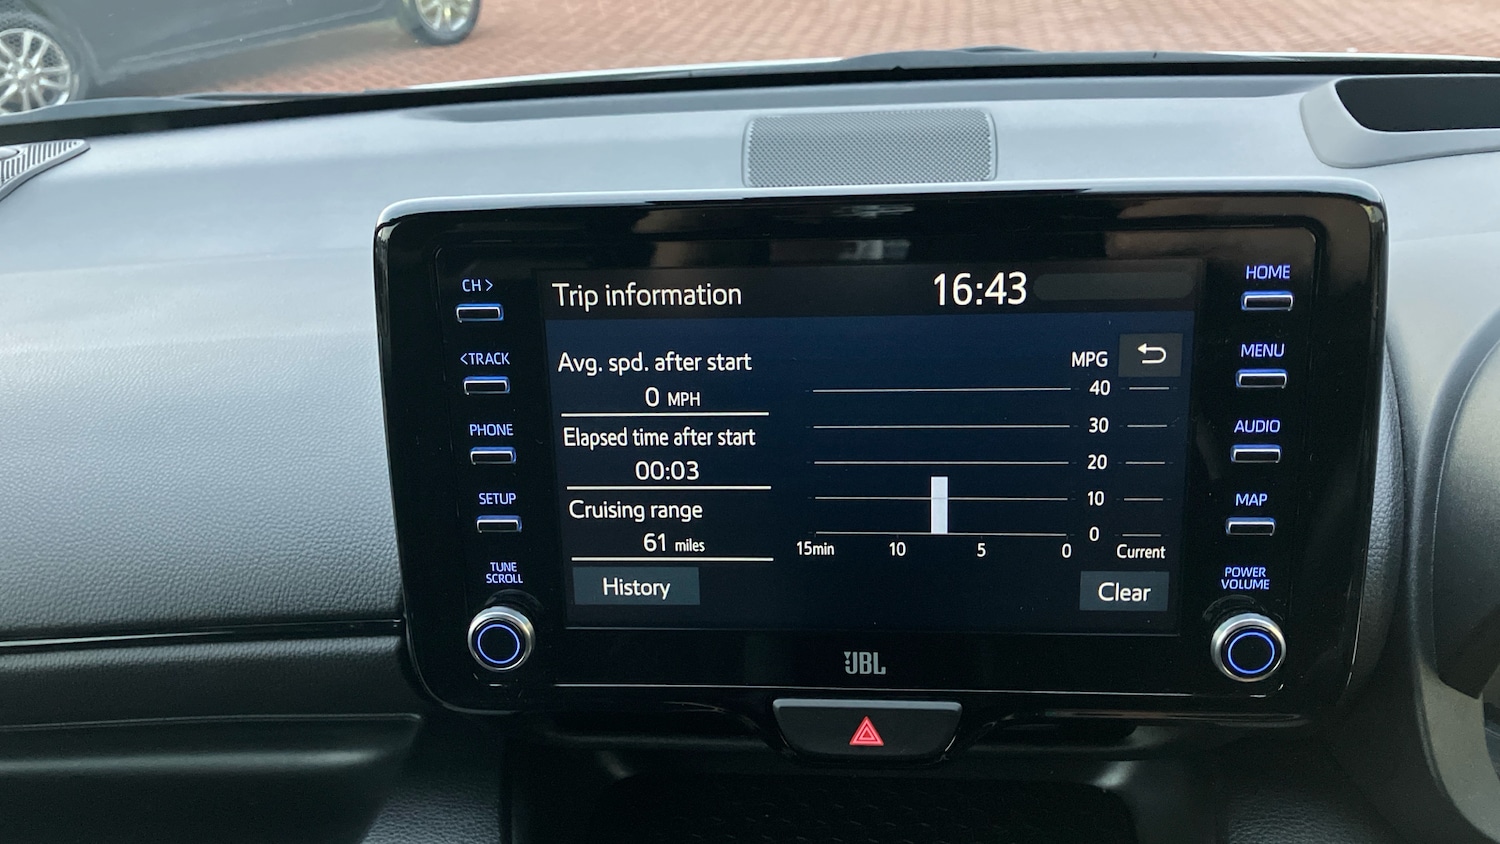 CH >
<TRACK
PHONE
SETUP
TUNE
SCROLL
Trip information
16:43
Avg. spd. after start
0 MPH
Elapsed time after start
00:03
Cruising range
61 miles
History
MPG
40
30
20
10
0
15min 10 5 0 Current
Clear
JBL
HOME
MENU
AUDIO
MAP
POWER
VOLUME